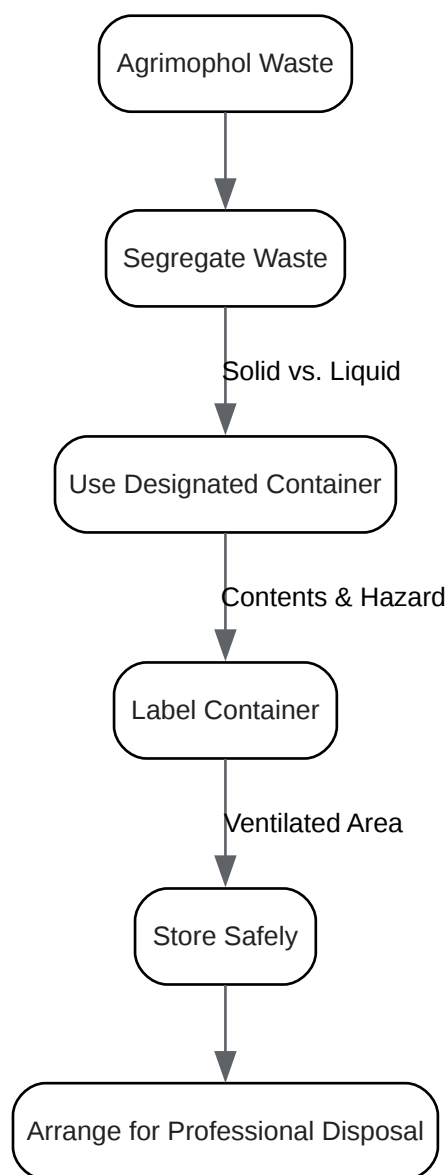 Agrimophol Waste
Segregate Waste
Solid vs. Liquid
Use Designated Container
Contents & Hazard
Label Container
Ventilated Area
Store Safely
Arrange for Professional Disposal